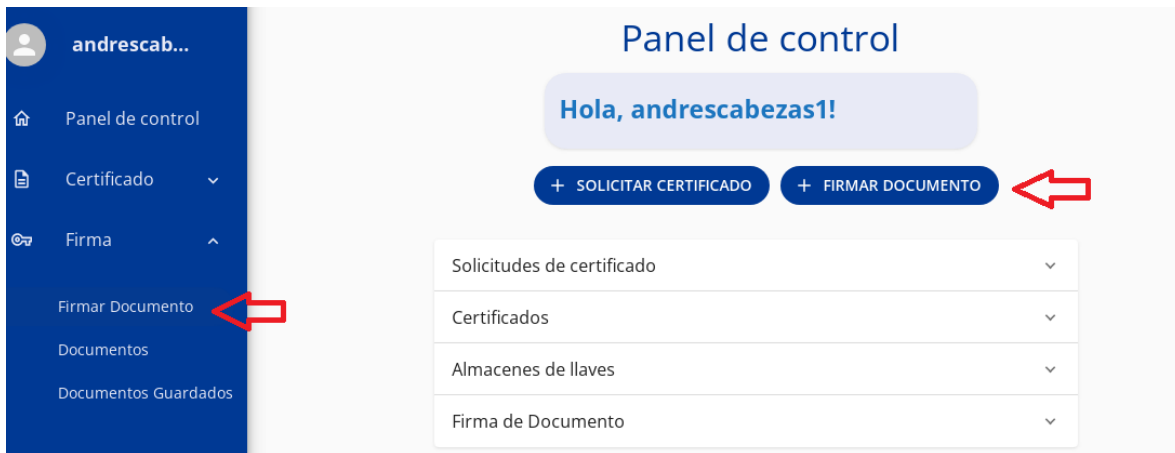 andrescab...
Panel de control
Certificado
Firma
Firmar Documento
Documentos
Documentos Guardados
Panel de control
Hola, andrescabezas1!
+ SOLICITAR CERTIFICADO + FIRMAR DOCUMENTO
Solicitudes de certificado
Certificados
Almacenes de llaves
Firma de Documento